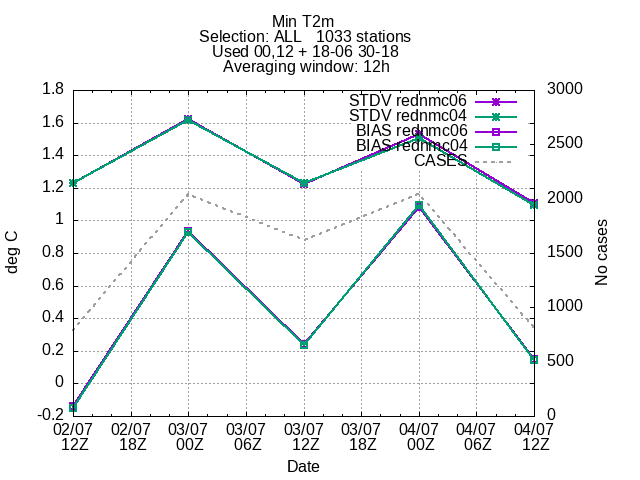 Min T2m
Selection: ALL   1033 stations
Used 00,12 + 18-06 30-18
Averaging window: 12h
STDV rednmc06
STDV rednmc04
BIAS rednmc06
BIAS rednmc04
CASES
1.8
1.6
1.4
1.2
1
0.8
0.6
0.4
0.2
0
-0.2
deg C
3000
2500
2000
1500
1000
500
0
No cases
02/07 02/07 03/07 03/07 03/07 03/07 04/07 04/07 04/07
12Z 18Z 00Z 06Z 12Z 18Z 00Z 06Z 12Z
Date